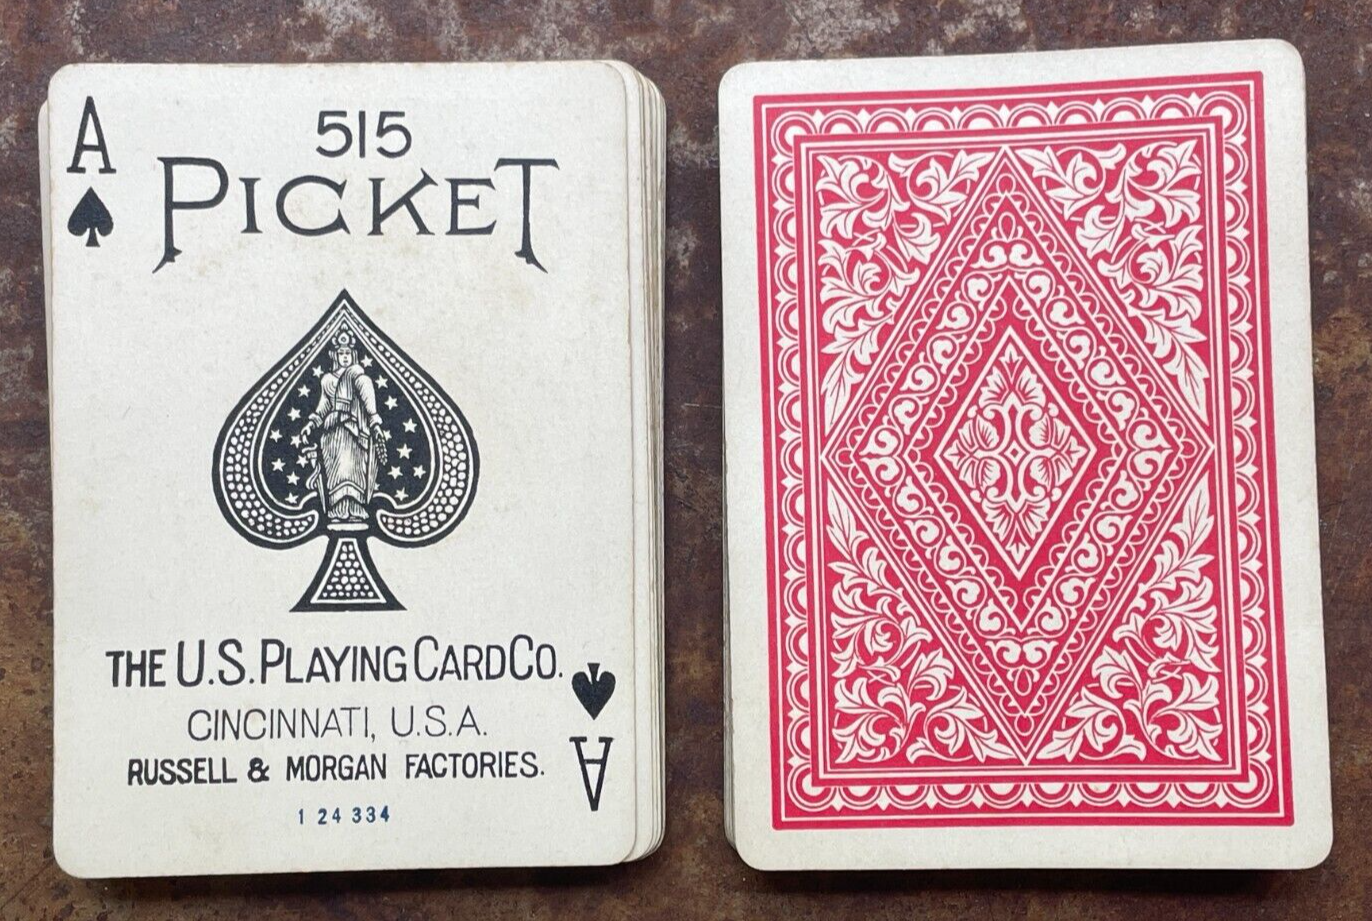 A
515
PICKET
THE U.S. PLAYING CARD CO.
CINCINNATI, U.S.A.
RUSSELL & MORGAN FACTORIES.
1 24 334
A